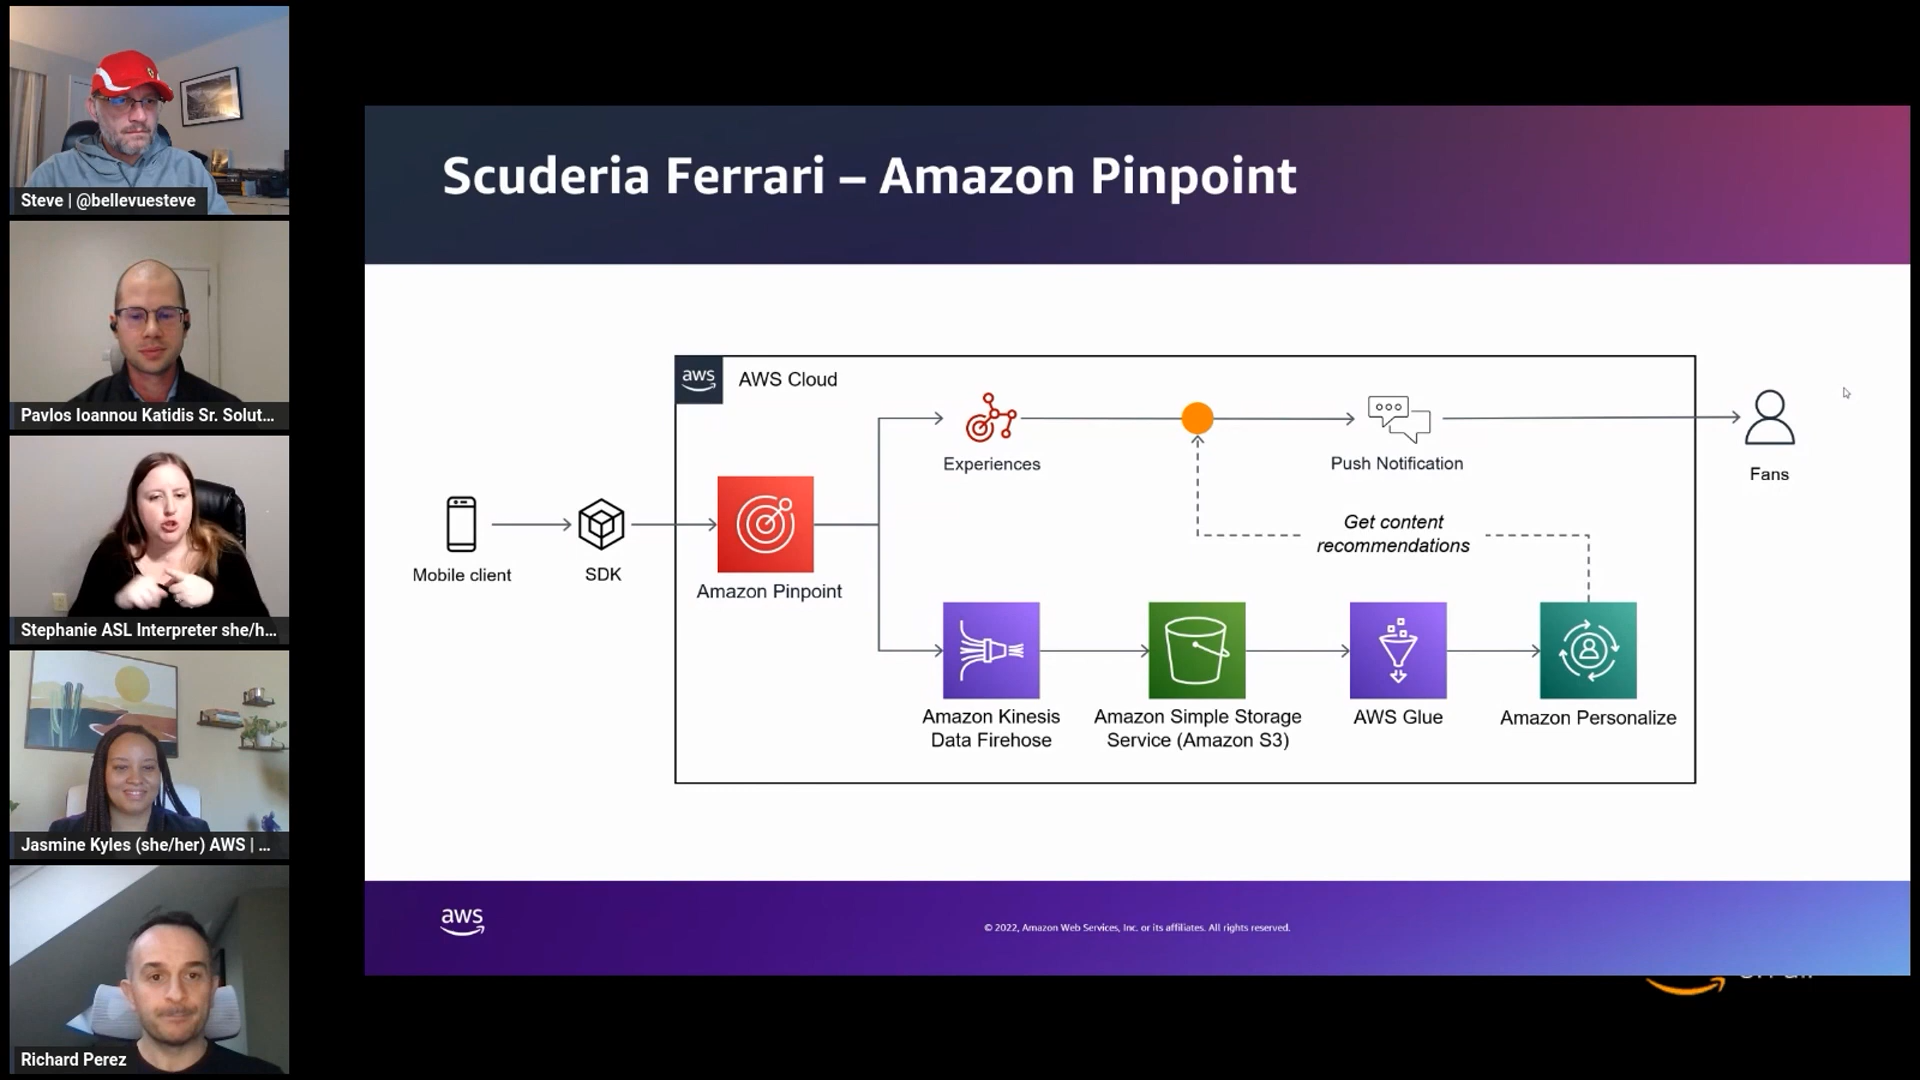 Steve | @bellevuesteve
Pavlos Ioannou Katidis Sr. Solut...
Stephanie ASL Interpreter she/h...
Jasmine Kyles (she/her) AWS | ...
Richard Perez
Scuderia Ferrari – Amazon Pinpoint
aws
AWS Cloud
Experiences
Push Notification
Fans
Get content
recommendations
Mobile client
SDK
Amazon Pinpoint
Amazon Kinesis
Data Firehose
Amazon Simple Storage
Service (Amazon S3)
AWS Glue
Amazon Personalize
aws
© 2022, Amazon Web Services, Inc. or its affiliates. All rights reserved.